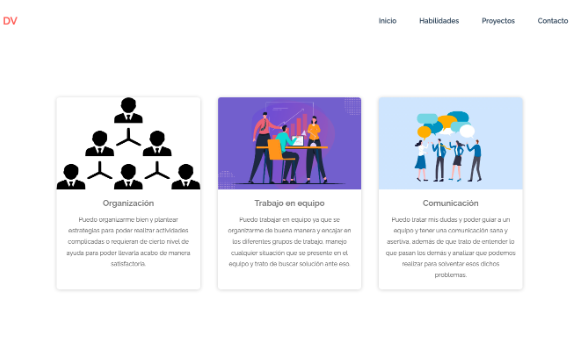 DV
Inicio Habilidades Proyectos Contacto
Organización
Puedo organizarme bien y plantear
estrategias para poder realizar actividades
complicadas o requieran de cierto nivel de
ayuda para poder llevarla acabo de manera
satisfactoria.
Trabajo en equipo
Puedo trabajar en equipo ya que se
organizarme de buena manera y encajar en
los diferentes grupos de trabajo, manejo
cualquier situación que se presente en el
equipo y trato de buscar solución ante eso.
Comunicación
Puedo tratar mis dudas y poder guiar a un
equipo y tener una comunicación sana y
asertiva, además de que trato de entender lo
que pasan los demás y analizar que podemos
realizar para solventar esos dichos
problemas.